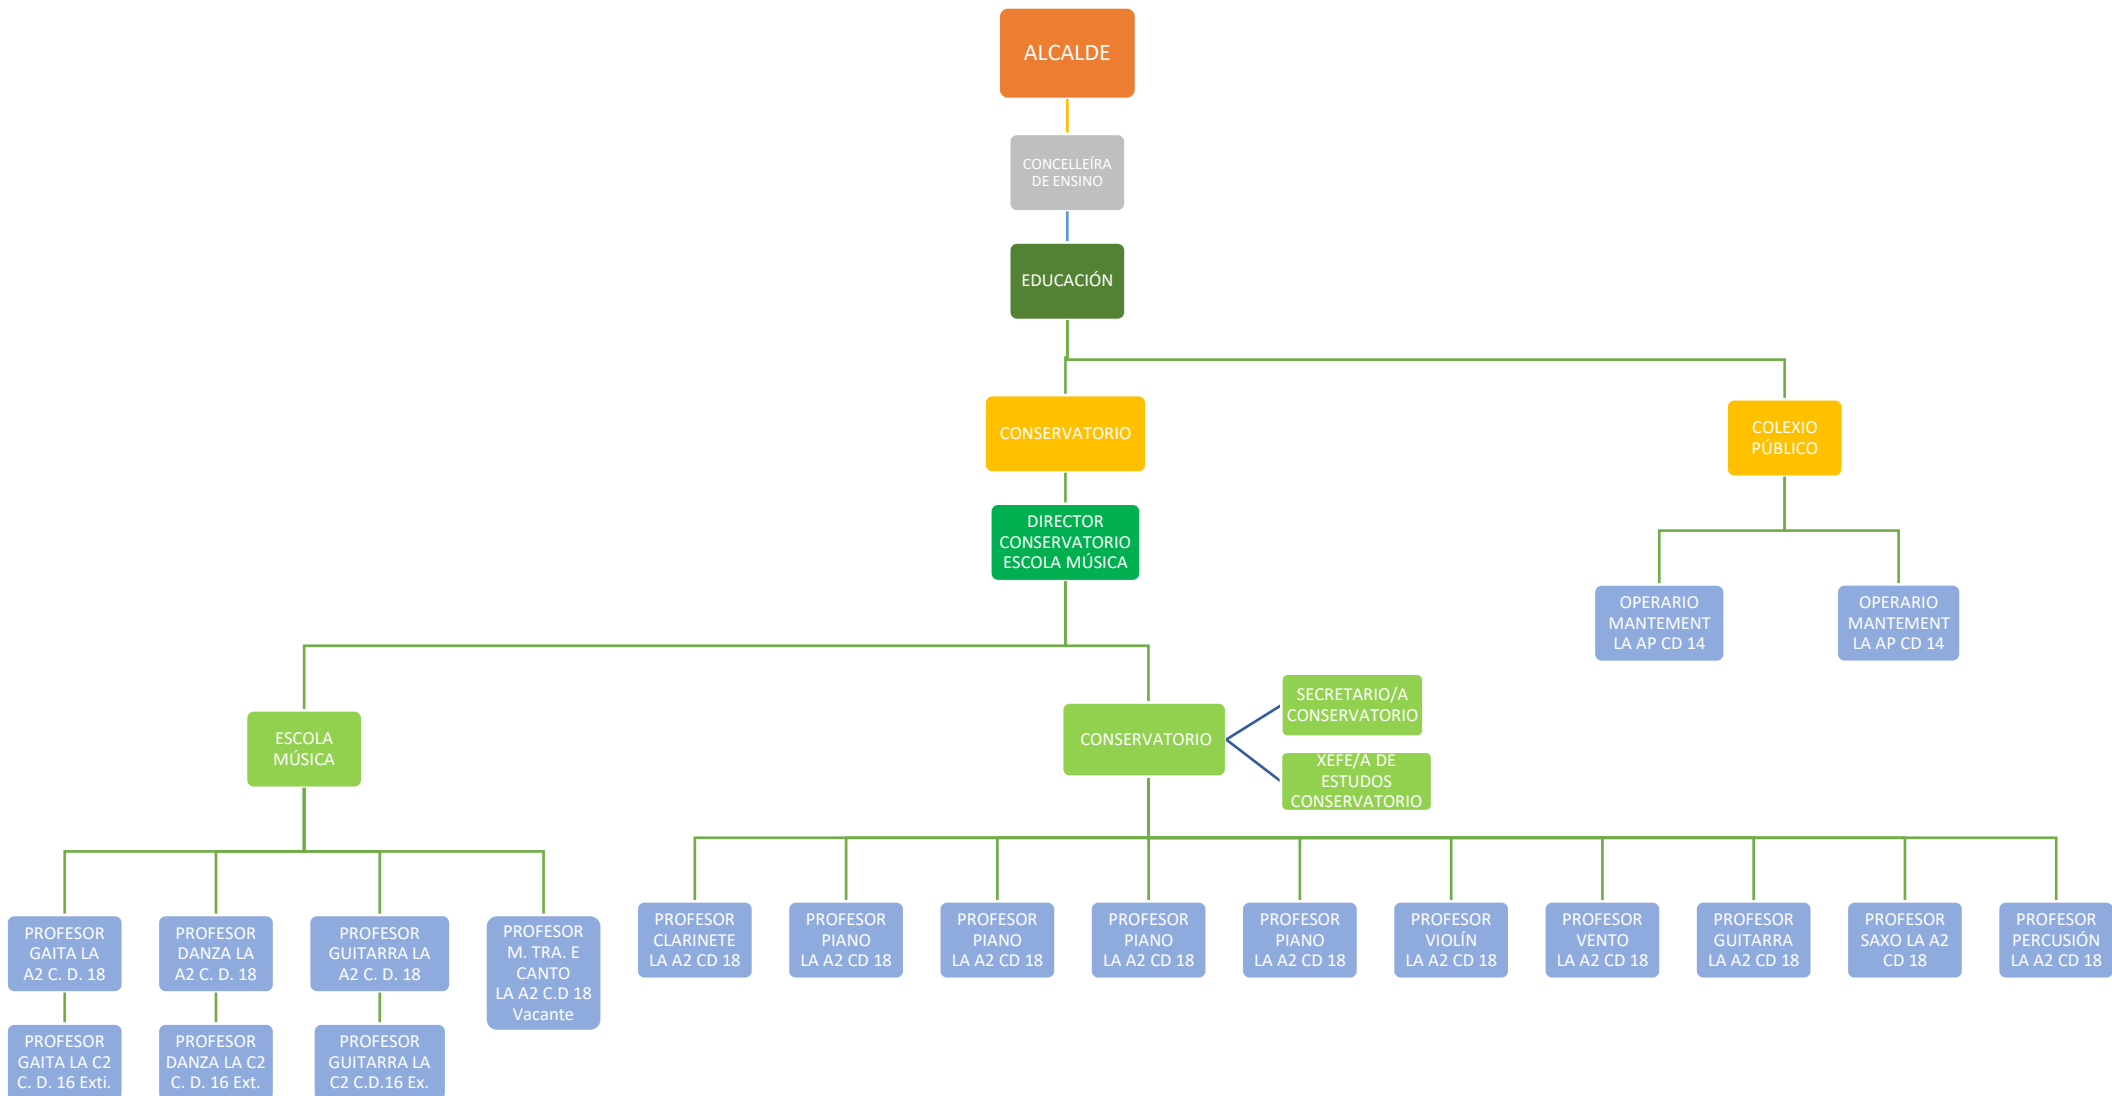 ALCALDE
CONCELLEÍRA
DE ENSINO
EDUCACIÓN
CONSERVATORIO
COLEXIO
PÚBLICO
DIRECTOR
CONSERVATORIO
ESCOLA MÚSICA
OPERARIO
MANTEMENT
LA AP CD 14
OPERARIO
MANTEMENT
LA AP CD 14
ESCOLA
MÚSICA
CONSERVATORIO
SECRETARIO/A
CONSERVATORIO
XEFE/A DE
ESTUDOS
CONSERVATORIO
PROFESOR
GAITA LA
A2 C. D. 18
PROFESOR
DANZA LA
A2 C. D. 18
PROFESOR
GUITARRA LA
A2 C. D. 18
PROFESOR
M. TRA. E
CANTO
LA A2 C.D 18
Vacante
PROFESOR
CLARINETE
LA A2 CD 18
PROFESOR
PIANO
LA A2 CD 18
PROFESOR
PIANO
LA A2 CD 18
PROFESOR
PIANO
LA A2 CD 18
PROFESOR
PIANO
LA A2 CD 18
PROFESOR
VIOLÍN
LA A2 CD 18
PROFESOR
VENTO
LA A2 CD 18
PROFESOR
GUITARRA
LA A2 CD 18
PROFESOR
SAXO LA A2
CD 18
PROFESOR
PERCUSIÓN
LA A2 CD 18
PROFESOR
GAITA LA C2
C. D. 16 Exti.
PROFESOR
DANZA LA C2
C. D. 16 Ext.
PROFESOR
GUITARRA LA
C2 C.D.16 Ex.